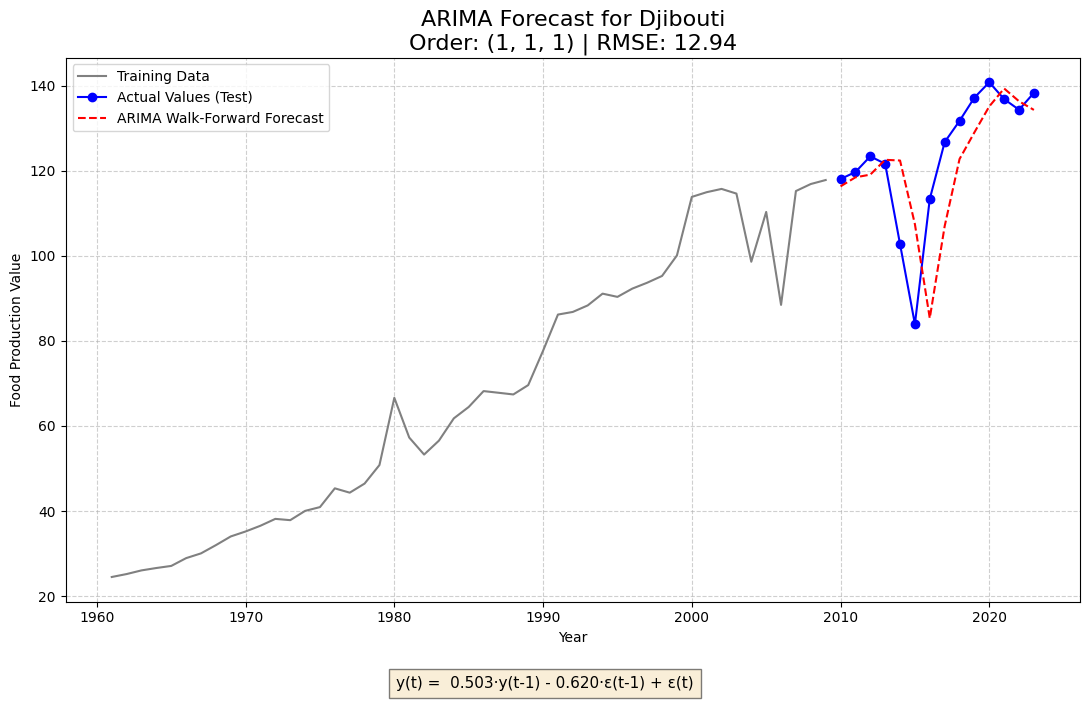 ARIMA Forecast for Djibouti
Order: (1, 1, 1) | RMSE: 12.94
Training Data
Actual Values (Test)
ARIMA Walk-Forward Forecast
Food Production Value
140
120
100
80
60
40
20
1960 1970 1980 1990 2000 2010 2020
Year
y(t) = 0.503·y(t-1) - 0.620·ε(t-1) + ε(t)